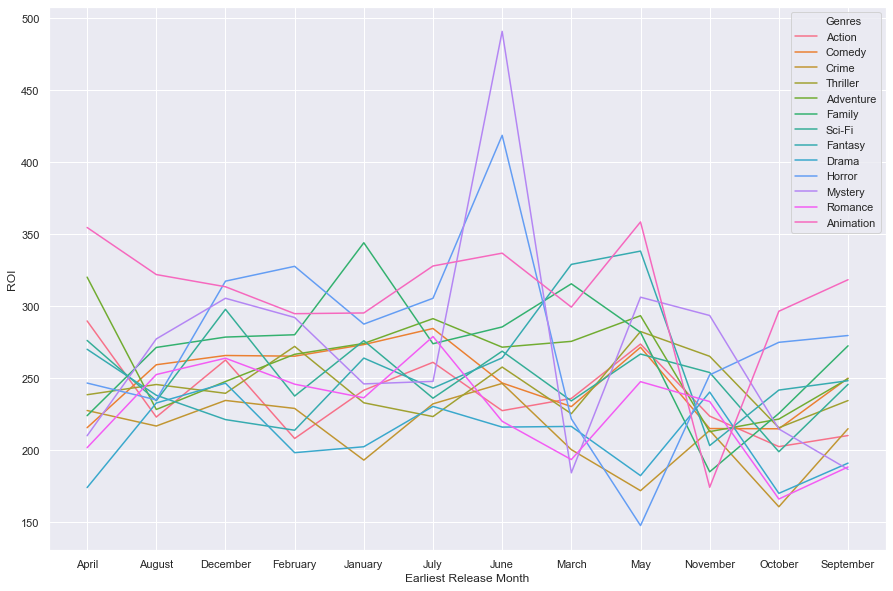 500
450
400
350
300
250
200
150
ROI
April
August
December
February
January
July
June
March
May
November
October
September
Earliest Release Month
Genres
Action
Comedy
Crime
Thriller
Adventure
Family
Sci-Fi
Fantasy
Drama
Horror
Mystery
Romance
Animation